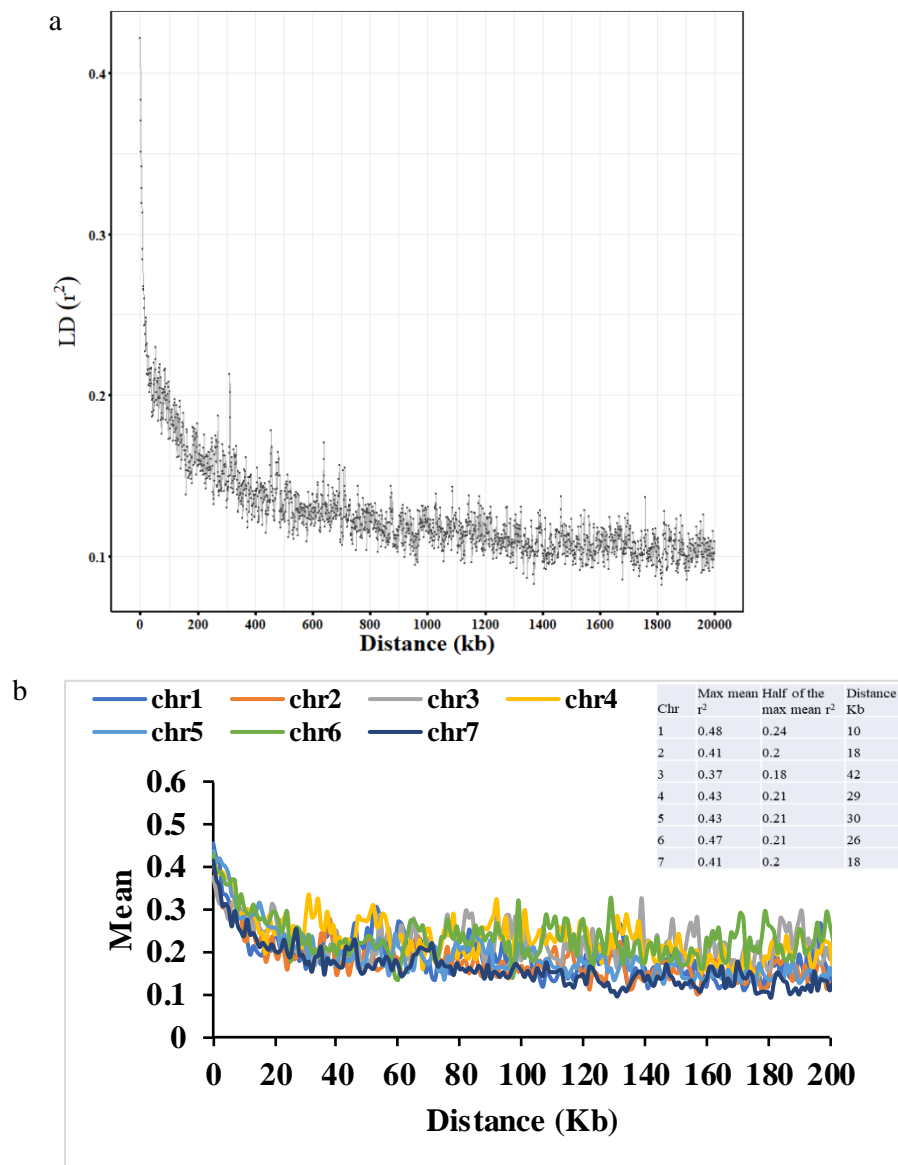 a
0.4
0.3
0.2
0.1
LD (r²)
0 200 400 600 800 1000 1200 1400 1600 1800 20000
Distance (kb)
b
chr1 chr2 chr3 chr4
chr5 chr6 chr7
Chr Max mean r² Half of the max mean r² Distance Kb
1 0.48 0.24 10
2 0.41 0.2 18
3 0.37 0.18 42
4 0.43 0.21 29
5 0.43 0.21 30
6 0.47 0.21 26
7 0.41 0.2 18
0.6
0.5
0.4
0.3
0.2
0.1
0
Mean
0 20 40 60 80 100 120 140 160 180 200
Distance (Kb)